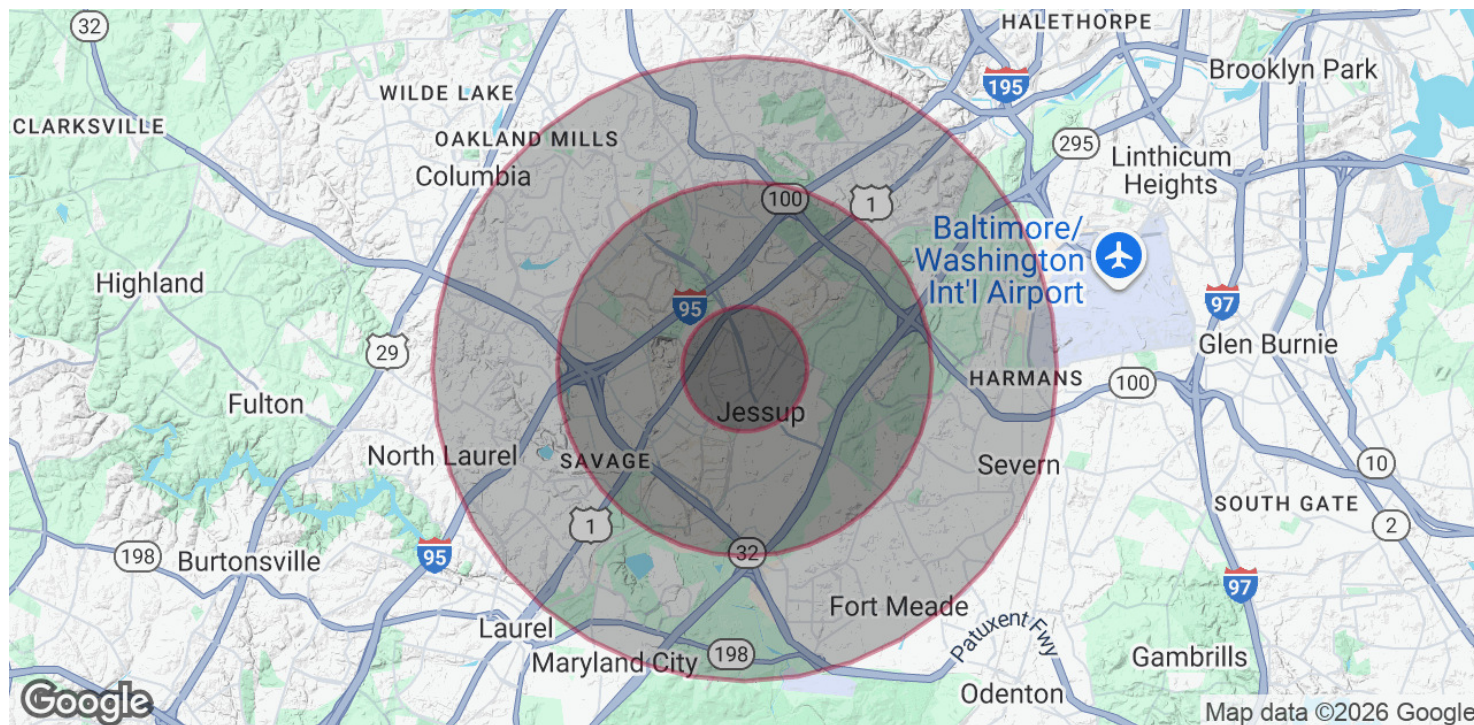 HALETHORPE
32
195
Brooklyn Park
WILDE LAKE
CLARKSVILLE
OAKLAND MILLS
295
Columbia
Linthicum
Heights
100
1
Baltimore/
Washington
Int'l Airport
Highland
95
97
29
Glen Burnie
HARMANS
100
Jessup
Fulton
North Laurel
SAVAGE
Severn
10
SOUTH GATE
1
2
198
Burtonsville
95
32
97
Fort Meade
Laurel
Patuxent Fwy
Maryland City
198
Gambrills
Odenton
Google
Map data ©2026 Google